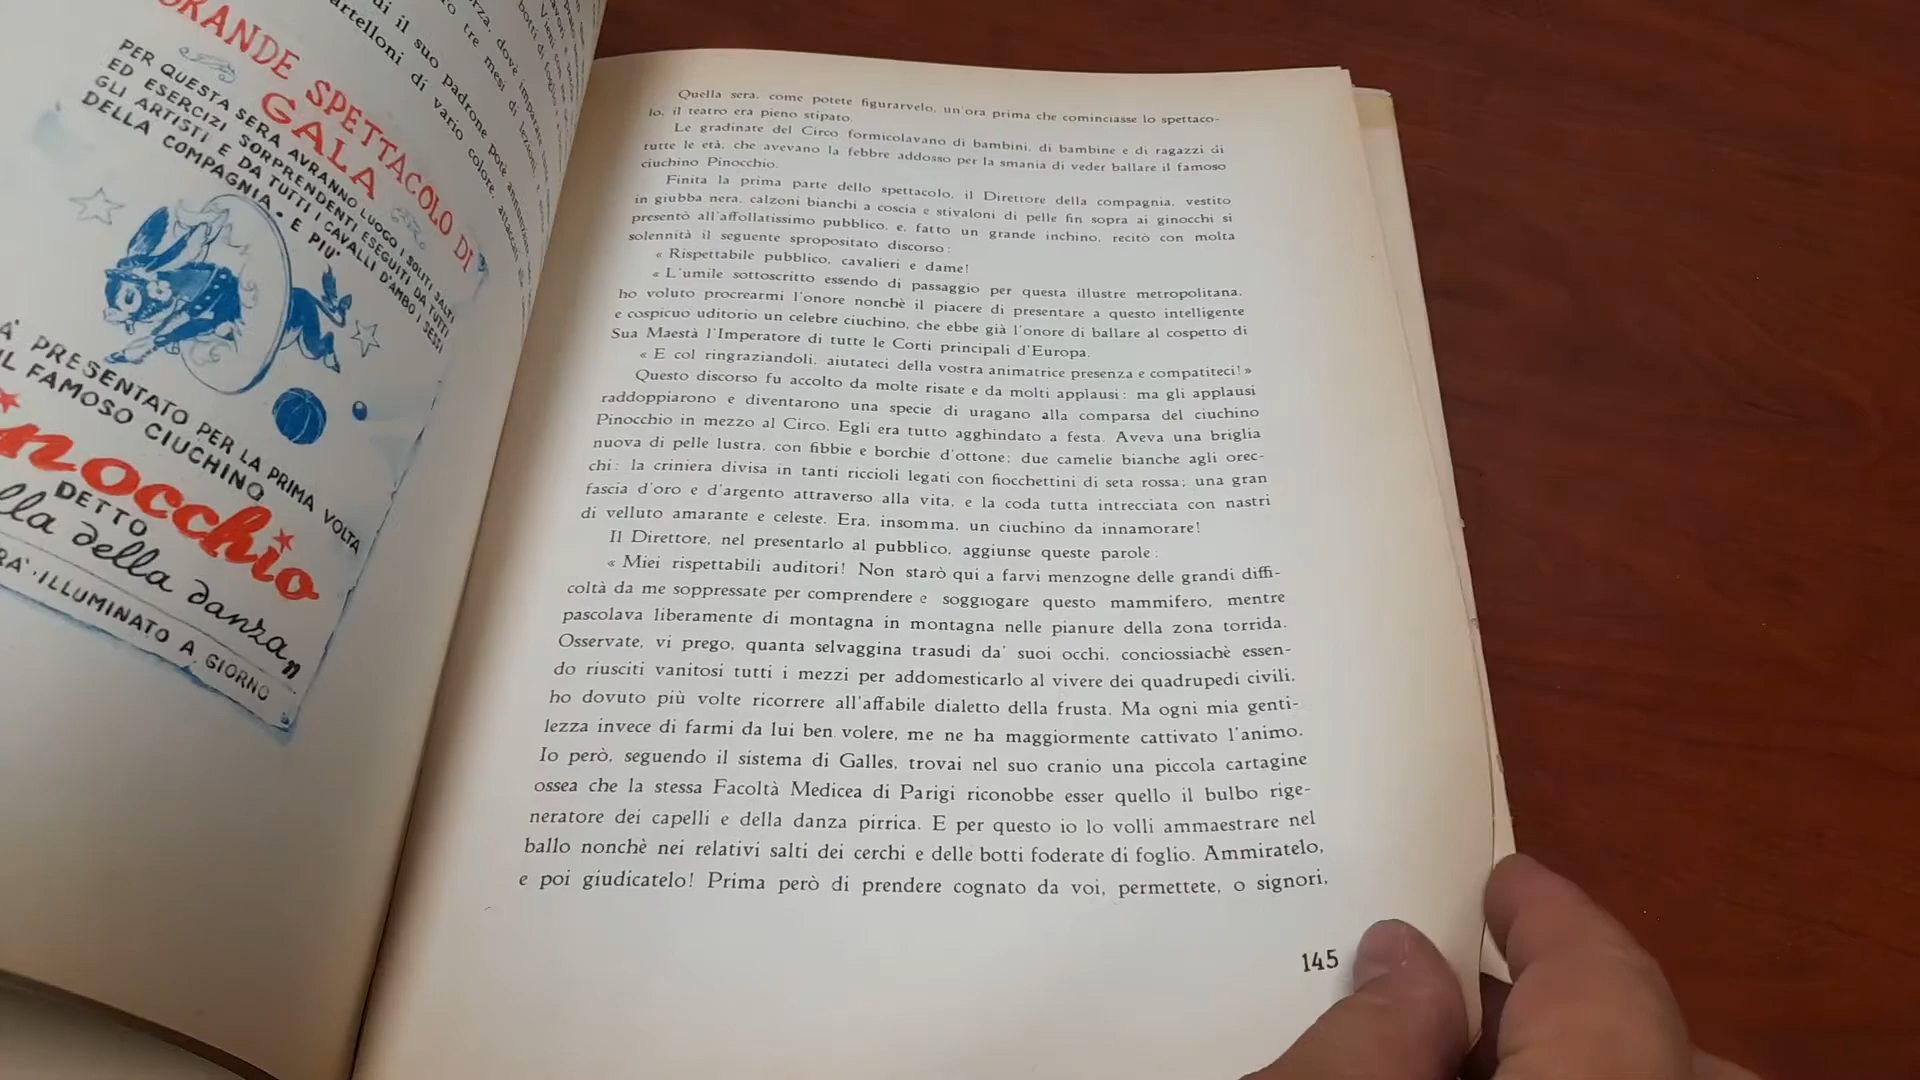 GRANDE SPETTACOLO DI
GALA
PER QUESTA SERA AVRANNO LUOGO I SOLITI SALTI
ED ESERCIZI SORPRENDENTI ESEGUITI DA TUTTI
GLI ARTISTI E DA TUTTI I CAVALLI D'AMBO I SESSI
DELLA COMPAGNIA - E PIU'
PRESENTATO PER LA PRIMA VOLTA
IL FAMOSO CIUCHINO
nocchio
DETTO
della danza"
RA' ILLUMINATO A GIORNO
di il suo padrone potè annunziare
artelloni di vario colore, attaccati
dovè imparare
tre mesi di lezioni,
Quella sera, come potete figurarvelo, un'ora prima che cominciasse lo spettaco-
lo, il teatro era pieno stipato.
Le gradinate del Circo formicolavano di bambini, di bambine e di ragazzi di
tutte le età, che avevano la febbre addosso per la smania di veder ballare il famoso
ciuchino Pinocchio.
Finita la prima parte dello spettacolo, il Direttore della compagnia, vestito
in giubba nera, calzoni bianchi a coscia e stivaloni di pelle fin sopra ai ginocchi si
presentò all'affollatissimo pubblico, e, fatto un grande inchino, recitò con molta
solennità il seguente spropositato discorso:
« Rispettabile pubblico, cavalieri e dame!
« L'umile sottoscritto essendo di passaggio per questa illustre metropolitana,
ho voluto procrearmi l'onore nonchè il piacere di presentare a questo intelligente
e cospicuo uditorio un celebre ciuchino, che ebbe già l'onore di ballare al cospetto di
Sua Maestà l'Imperatore di tutte le Corti principali d'Europa.
« E col ringraziandoli, aiutateci della vostra animatrice presenza e compatiteci! »
Questo discorso fu accolto da molte risate e da molti applausi: ma gli applausi
raddoppiarono e diventarono una specie di uragano alla comparsa del ciuchino
Pinocchio in mezzo al Circo. Egli era tutto agghindato a festa. Aveva una briglia
nuova di pelle lustra, con fibbie e borchie d'ottone; due camelie bianche agli orec-
chi: la criniera divisa in tanti riccioli legati con fiocchettini di seta rossa; una gran
fascia d'oro e d'argento attraverso alla vita, e la coda tutta intrecciata con nastri
di velluto amarante e celeste. Era, insomma, un ciuchino da innamorare!
Il Direttore, nel presentarlo al pubblico, aggiunse queste parole:
« Miei rispettabili auditori! Non starò qui a farvi menzogne delle grandi diffi-
coltà da me soppressate per comprendere e soggiogare questo mammifero, mentre
pascolava liberamente di montagna in montagna nelle pianure della zona torrida.
Osservate, vi prego, quanta selvaggina trasudi da' suoi occhi, conciossiachè essen-
do riusciti vanitosi tutti i mezzi per addomesticarlo al vivere dei quadrupedi civili,
ho dovuto più volte ricorrere all'affabile dialetto della frusta. Ma ogni mia genti-
lezza invece di farmi da lui ben volere, me ne ha maggiormente cattivato l'animo.
Io però, seguendo il sistema di Galles, trovai nel suo cranio una piccola cartagine
ossea che la stessa Facoltà Medicea di Parigi riconobbe esser quello il bulbo rige-
neratore dei capelli e della danza pirrica. E per questo io lo volli ammaestrare nel
ballo nonchè nei relativi salti dei cerchi e delle botti foderate di foglio. Ammiratelo,
e poi giudicatelo! Prima però di prendere cognato da voi, permettete, o signori,
145